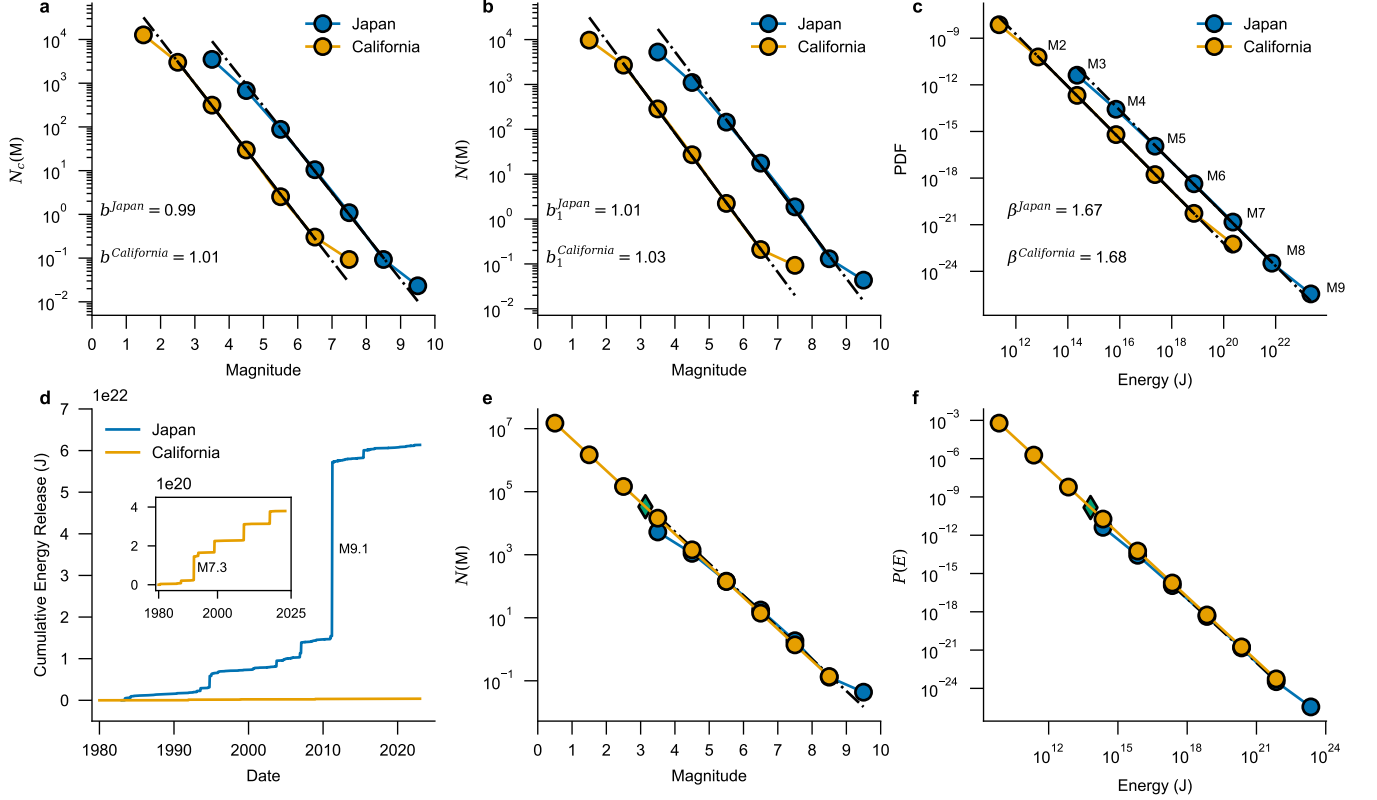 a
Japan
California
10^4
10^3
10^2
10^1
10^0
10^−1
10^−2
N_c(M)
b^Japan = 0.99
b^California = 1.01
0 1 2 3 4 5 6 7 8 9 10
Magnitude
b
Japan
California
10^4
10^3
10^2
10^1
10^0
10^−1
10^−2
N(M)
b_1^Japan = 1.01
b_1^California = 1.03
0 1 2 3 4 5 6 7 8 9 10
Magnitude
c
Japan
California
10^−9
10^−12
10^−15
10^−18
10^−21
10^−24
PDF
M2
M3
M4
M5
M6
M7
M8
M9
β^Japan = 1.67
β^California = 1.68
10^12 10^14 10^16 10^18 10^20 10^22
Energy (J)
d
1e22
7
6
5
4
3
2
1
0
Cumulative Energy Release (J)
Japan
California
1e20
4
2
0
M7.3
1980 2000 2025
M9.1
1980 1990 2000 2010 2020
Date
e
10^7
10^5
10^3
10^1
10^−1
N(M)
0 1 2 3 4 5 6 7 8 9 10
Magnitude
f
10^−3
10^−6
10^−9
10^−12
10^−15
10^−18
10^−21
10^−24
P(E)
10^12 10^15 10^18 10^21 10^24
Energy (J)